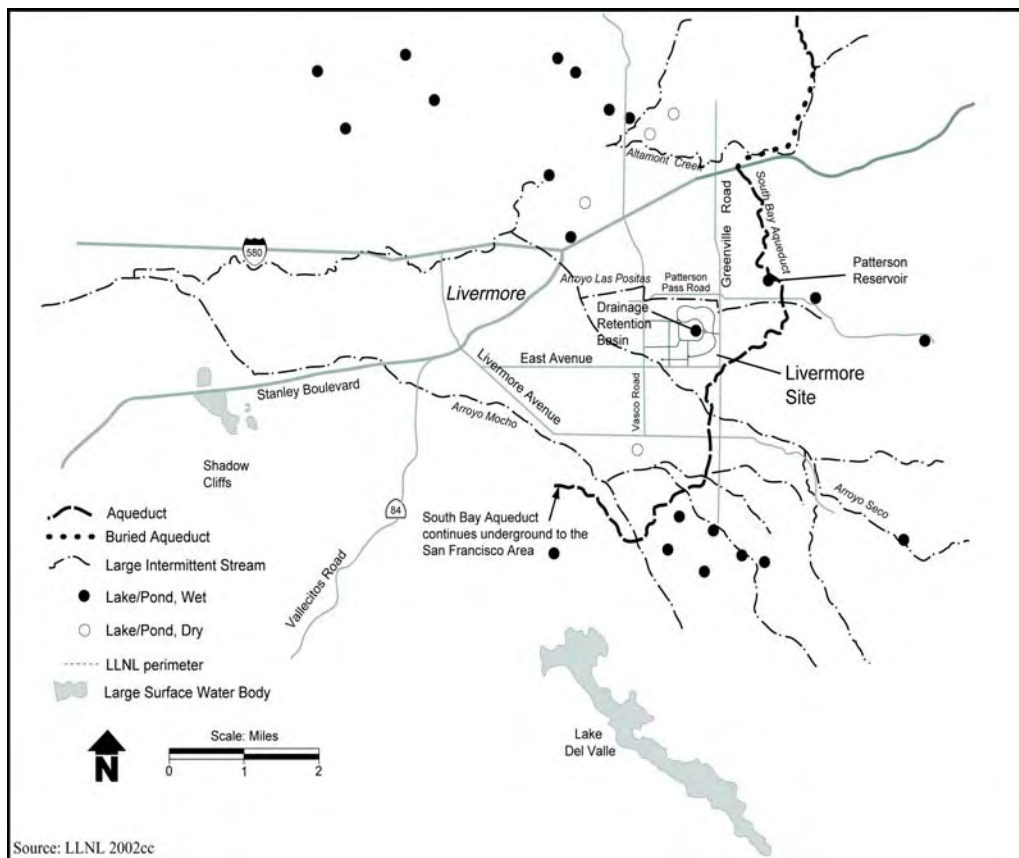 Altamont Creek
South Bay Aqueduct
Greenville Road
580
Livermore
Arroyo Las Positas
Patterson
Pass Road
Patterson
Reservoir
Drainage
Retention
Basin
East Avenue
Livermore
Site
Livermore Avenue
Vasco Road
Stanley Boulevard
Arroyo Mocho
Shadow
Cliffs
84
Vallecitos Road
South Bay Aqueduct
continues underground to the
San Francisco Area
Arroyo Seco
Aqueduct
Buried Aqueduct
Large Intermittent Stream
Lake/Pond, Wet
Lake/Pond, Dry
LLNL perimeter
Large Surface Water Body
N
Scale: Miles
0 1 2
Lake
Del Valle
Source: LLNL 2002cc